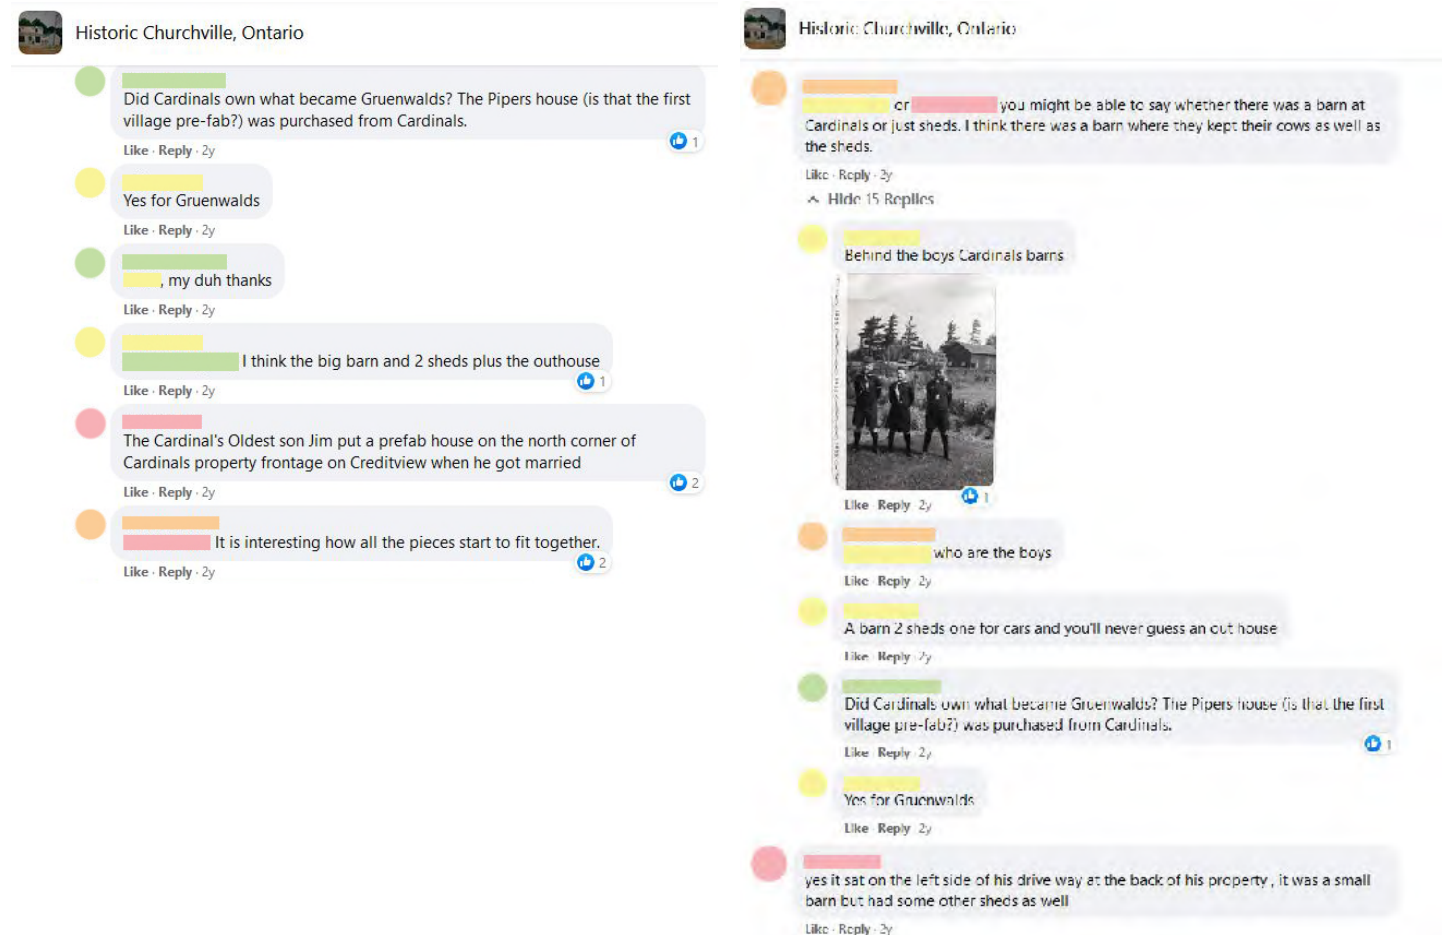 Historic Churchville, Ontario
Did Cardinals own what became Gruenwalds? The Pipers house (is that the first
village pre-fab?) was purchased from Cardinals.
1
Like · Reply · 2y
Yes for Gruenwalds
Like · Reply · 2y
, my duh thanks
Like · Reply · 2y
I think the big barn and 2 sheds plus the outhouse
1
Like · Reply · 2y
The Cardinal's Oldest son Jim put a prefab house on the north corner of
Cardinals property frontage on Creditview when he got married
2
Like · Reply · 2y
It is interesting how all the pieces start to fit together.
2
Like · Reply · 2y
Historic Churchville, Ontario
or you might be able to say whether there was a barn at
Cardinals or just sheds. I think there was a barn where they kept their cows as well as
the sheds.
Like · Reply · 2y
Hide 15 Replies
Behind the boys Cardinals barns
Like · Reply · 2y
1
who are the boys
Like · Reply · 2y
A barn 2 sheds one for cars and you'll never guess an out house
Like · Reply · 2y
Did Cardinals own what became Gruenwalds? The Pipers house (is that the first
village pre-fab?) was purchased from Cardinals.
1
Like · Reply · 2y
Yes for Gruenwalds
Like · Reply · 2y
yes it sat on the left side of his drive way at the back of his property , it was a small
barn but had some other sheds as well
Like · Reply · 2y